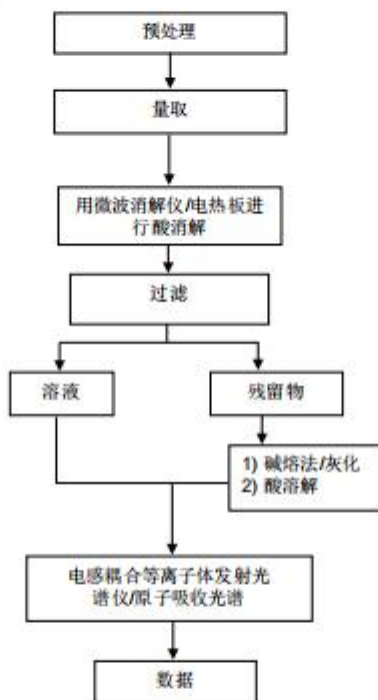 预处理
量取
用微波消解仪/电热板进
行酸消解
过滤
溶液
残留物
1) 碱熔法/灰化
2) 酸溶解
电感耦合等离子体发射光
谱仪/原子吸收光谱
数据